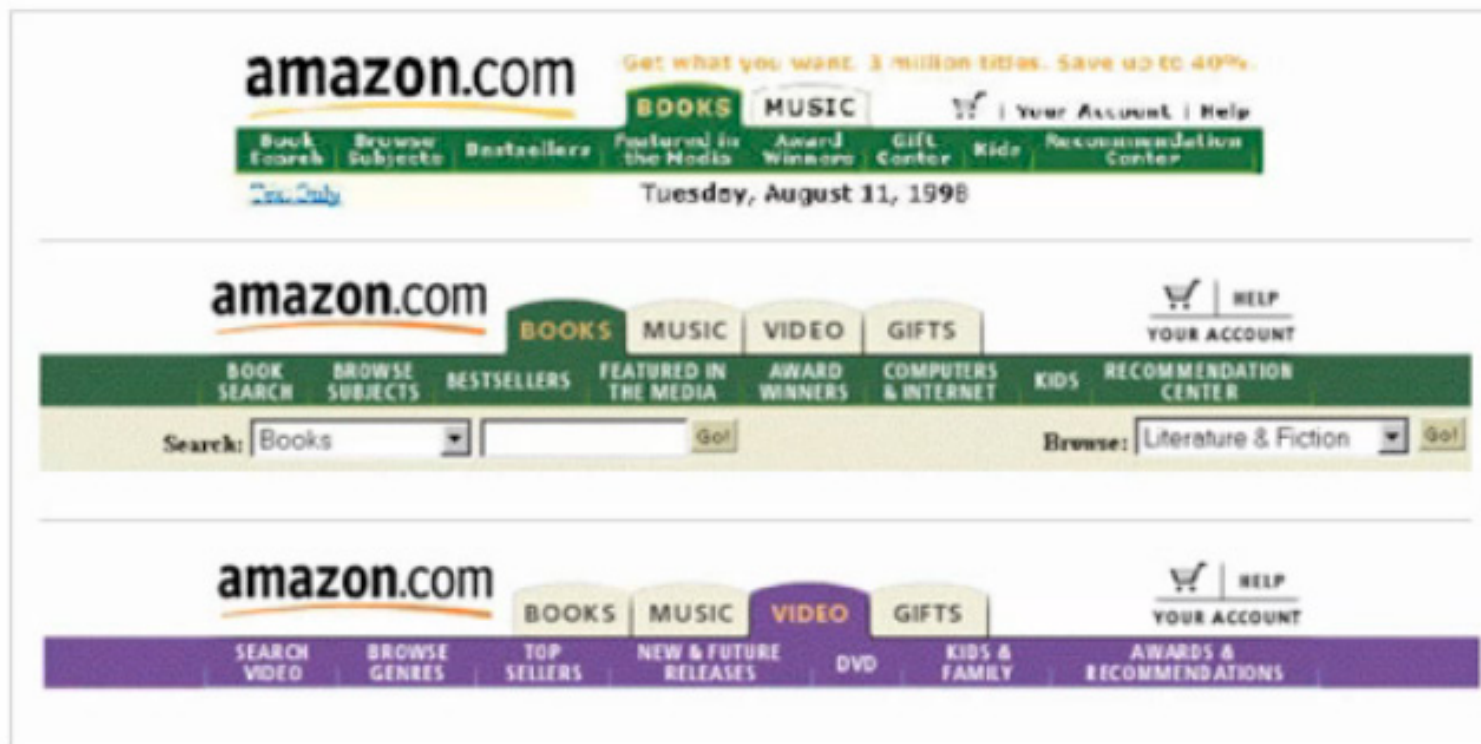 amazon.com
Get what you want. 3 million titles. Save up to 40%.
BOOKS MUSIC | Your Account | Help
Book Search Browse Subjects Bestsellers Featured in the Media Award Winners Gift Center Kids Recommendation Center
Text Only Tuesday, August 11, 1998
amazon.com
BOOKS MUSIC VIDEO GIFTS
HELP
YOUR ACCOUNT
BOOK SEARCH BROWSE SUBJECTS BESTSELLERS FEATURED IN THE MEDIA AWARD WINNERS COMPUTERS & INTERNET KIDS RECOMMENDATION CENTER
Search: Books Go! Browse: Literature & Fiction Go!
amazon.com
BOOKS MUSIC VIDEO GIFTS
HELP
YOUR ACCOUNT
SEARCH VIDEO BROWSE GENRES TOP SELLERS NEW & FUTURE RELEASES DVD KIDS & FAMILY AWARDS & RECOMMENDATIONS